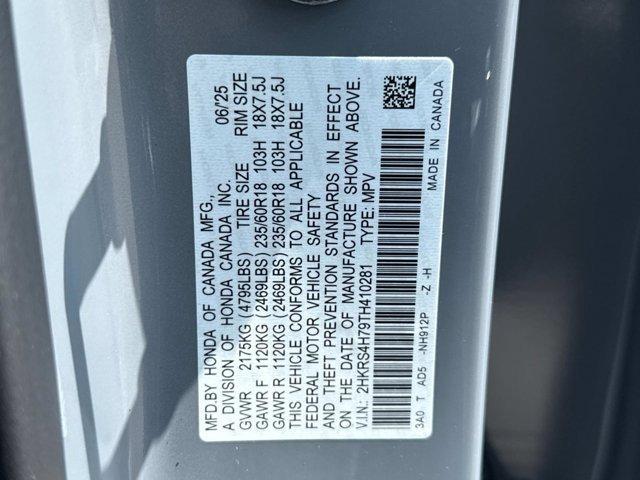 MFD.BY HONDA OF CANADA MFG.,
A DIVISION OF HONDA CANADA INC. 06/25
GVWR 2175KG (4795LBS) TIRE SIZE RIM SIZE
GAWR F 1120KG (2469LBS) 235/60R18 103H 18X7.5J
GAWR R 1120KG (2469LBS) 235/60R18 103H 18X7.5J
THIS VEHICLE CONFORMS TO ALL APPLICABLE
FEDERAL MOTOR VEHICLE SAFETY
AND THEFT PREVENTION STANDARDS IN EFFECT
ON THE DATE OF MANUFACTURE SHOWN ABOVE.
V.I.N.: 2HKRS4H79TH410281 TYPE: MPV
3A0 T AD5 -NH912P -Z -H MADE IN CANADA